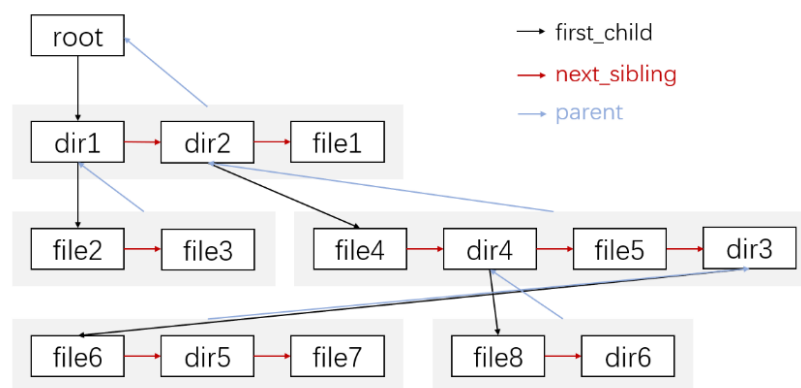 root
first_child
next_sibling
parent
dir1
dir2
file1
file2
file3
file4
dir4
file5
dir3
file6
dir5
file7
file8
dir6